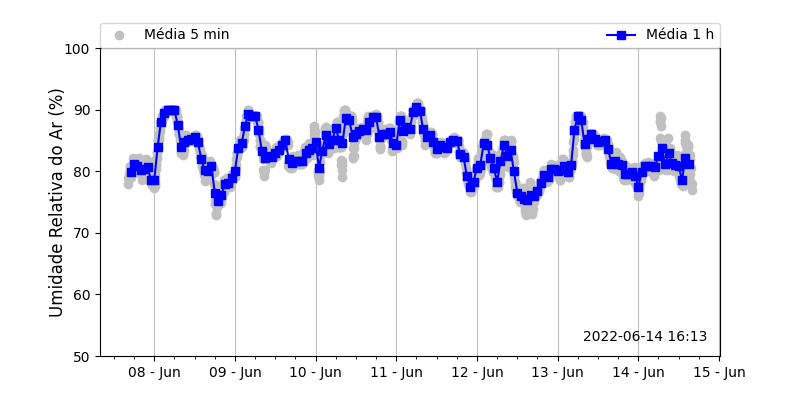 Média 5 min
Média 1 h
100
90
80
70
60
50
Umidade Relativa do Ar (%)
2022-06-14 16:13
08 - Jun
09 - Jun
10 - Jun
11 - Jun
12 - Jun
13 - Jun
14 - Jun
15 - Jun